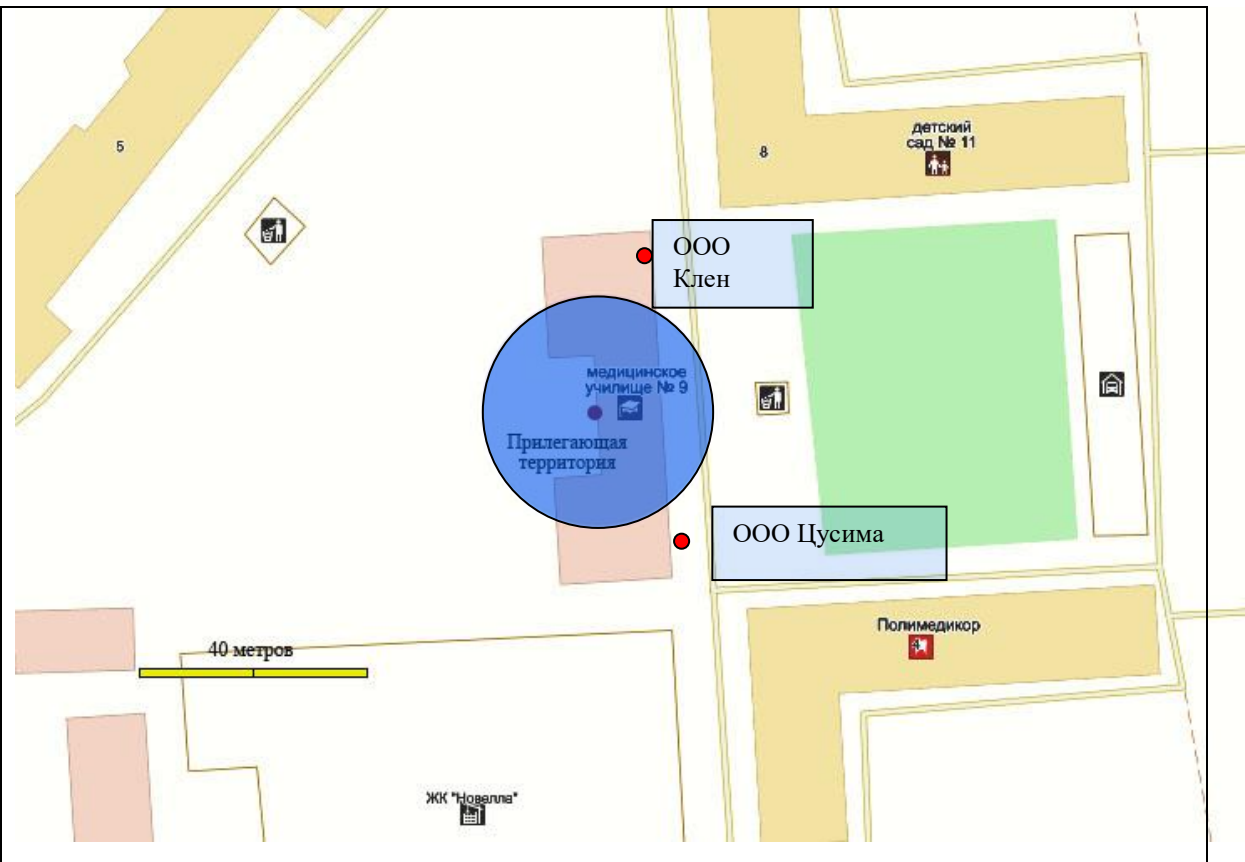 5
8
детский
сад № 11
ООО
Клен
медицинское
училище № 9
Прилегающая
территория
ООО Цусима
Полимедикор
4
40 метров
ЖК "Новелла"